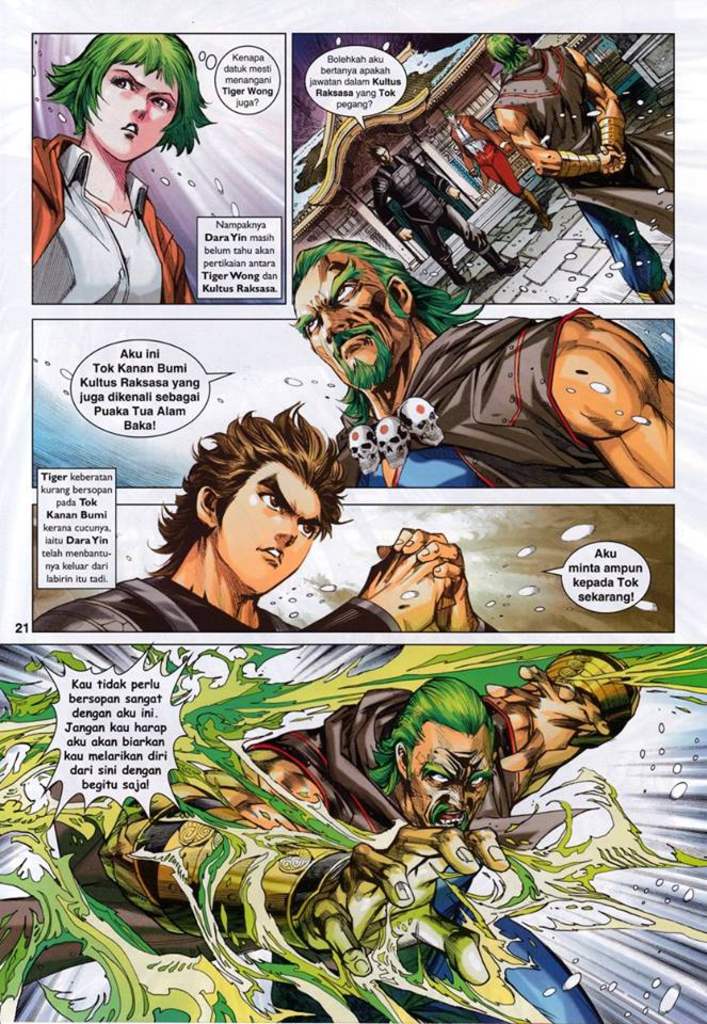 Kenapa
datuk mesti
menangani
Tiger Wong
juga?
Nampaknya
Dara Yin masih
belum tahu akan
pertikaian antara
Tiger Wong dan
Kultus Raksasa.
Bolehkah aku
bertanya apakah
jawatan dalam Kultus
Raksasa yang Tok
pegang?
Aku ini
Tok Kanan Bumi
Kultus Raksasa yang
juga dikenali sebagai
Puaka Tua Alam
Baka!
Tiger keberatan
kurang bersopan
pada Tok
Kanan Bumi
kerana cucunya,
iaitu Dara Yin
telah membantu-
nya keluar dari
labirin itu tadi.
Aku
minta ampun
kepada Tok
sekarang!
21
Kau tidak perlu
bersopan sangat
dengan aku ini.
Jangan kau harap
aku akan biarkan
kau melarikan diri
dari sini dengan
begitu saja!